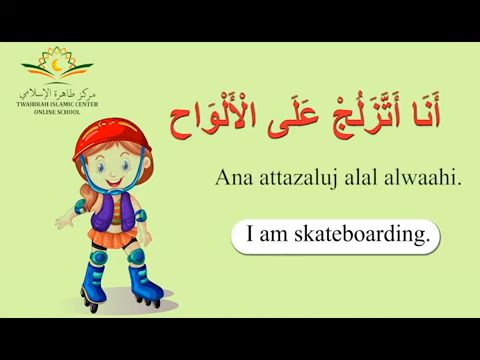 مركز طاهرة الإسلامي
TWAHIRAH ISLAMIC CENTER
ONLINE SCHOOL
أَنَا أَتَّزَلُجْ عَلَى الْأَلْوَاح
Ana attazaluj alal alwaahi.
I am skateboarding.